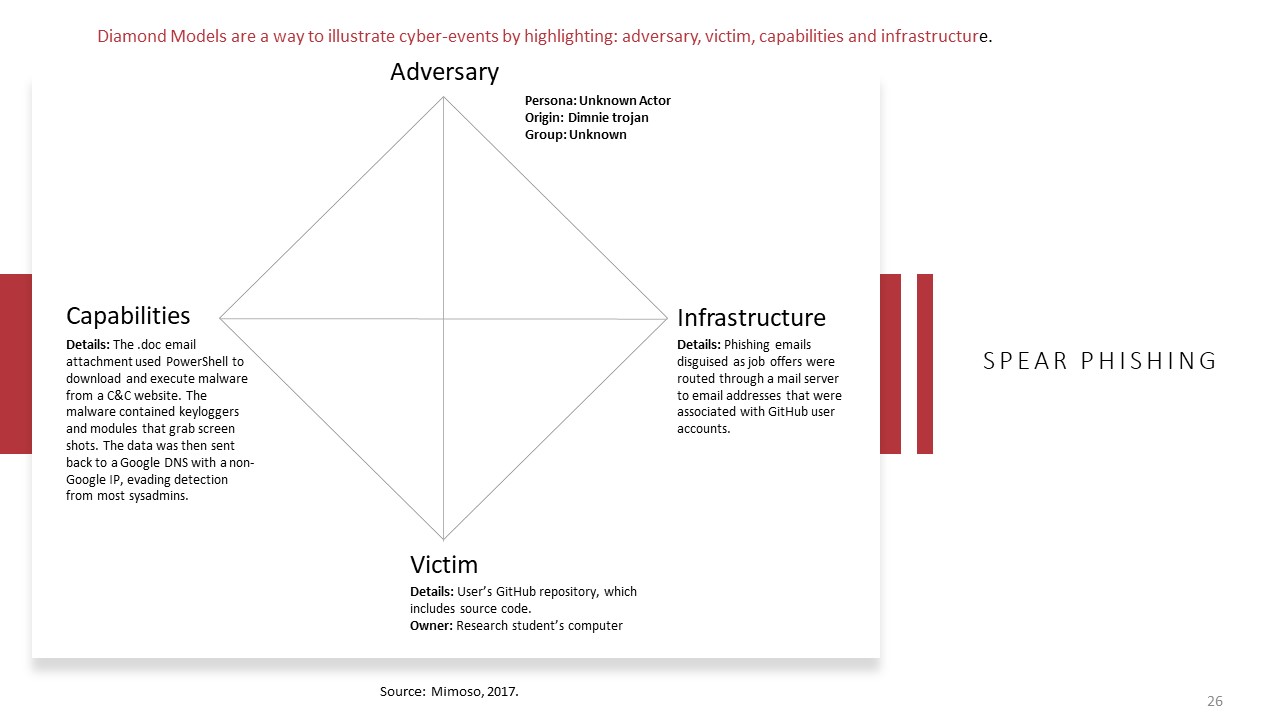 Diamond Models are a way to illustrate cyber-events by highlighting: adversary, victim, capabilities and infrastructure.
Adversary
Persona: Unknown Actor
Origin: Dimnie trojan
Group: Unknown
Capabilities
Details: The .doc email
attachment used PowerShell to
download and execute malware
from a C&C website. The
malware contained keyloggers
and modules that grab screen
shots. The data was then sent
back to a Google DNS with a non-
Google IP, evading detection
from most sysadmins.
Infrastructure
Details: Phishing emails
disguised as job offers were
routed through a mail server
to email addresses that were
associated with GitHub user
accounts.
SPEAR PHISHING
Victim
Details: User’s GitHub repository, which
includes source code.
Owner: Research student’s computer
Source: Mimoso, 2017.
26